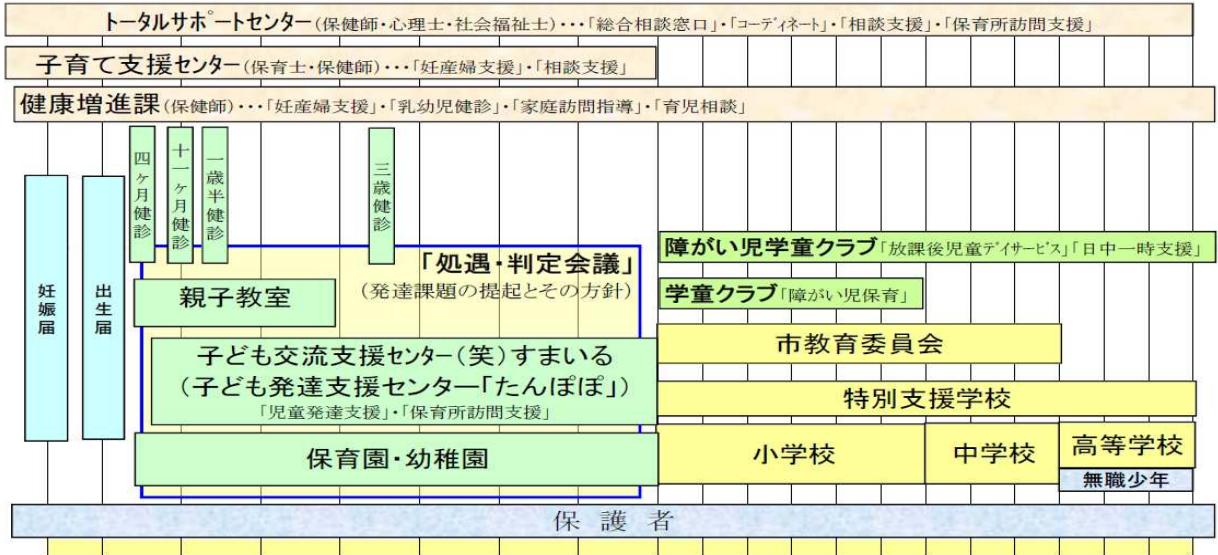 トータルサポートセンター(保健師・心理士・社会福祉士)・・・「総合相談窓口」・「コーディネート」・「相談支援」・「保育所訪問支援」
子育て支援センター(保育士・保健師)・・・「妊産婦支援」・「相談支援」
健康増進課(保健師)・・・「妊産婦支援」・「乳幼児健診」・「家庭訪問指導」・「育児相談」
四ヶ月健診
十一ヶ月健診
一歳半健診
三歳健診
妊娠届
出生届
「処遇・判定会議」
(発達課題の提起とその方針)
親子教室
子ども交流支援センター(笑)すまいる
(子ども発達支援センター「たんぽぽ」)
「児童発達支援」・「保育所訪問支援」
保育園・幼稚園
障がい児学童クラブ「放課後児童デイサービス」「日中一時支援」
学童クラブ「障がい児保育」
市教育委員会
特別支援学校
小学校
中学校
高等学校
無職少年
保護者